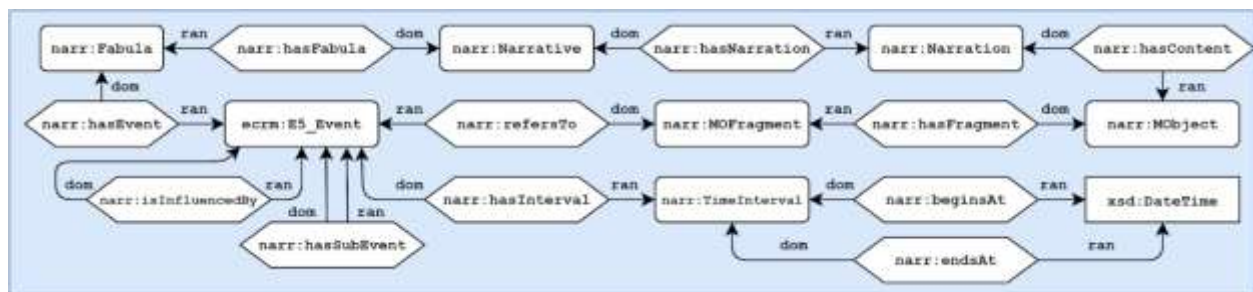 narr:Fabula ran narr:hasFabula dom narr:Narrative dom narr:hasNarration ran narr:Narration dom narr:hasContent
dom ran
narr:hasEvent ran ecrm:E5_Event ran narr:refersTo dom narr:MOFragment ran narr:hasFragment dom narr:MObject
dom narr:isInfluencedBy ran dom narr:hasInterval ran narr:TimeInterval dom narr:beginsAt ran xsd:DateTime
dom ran
narr:hasSubEvent dom narr:endsAt ran